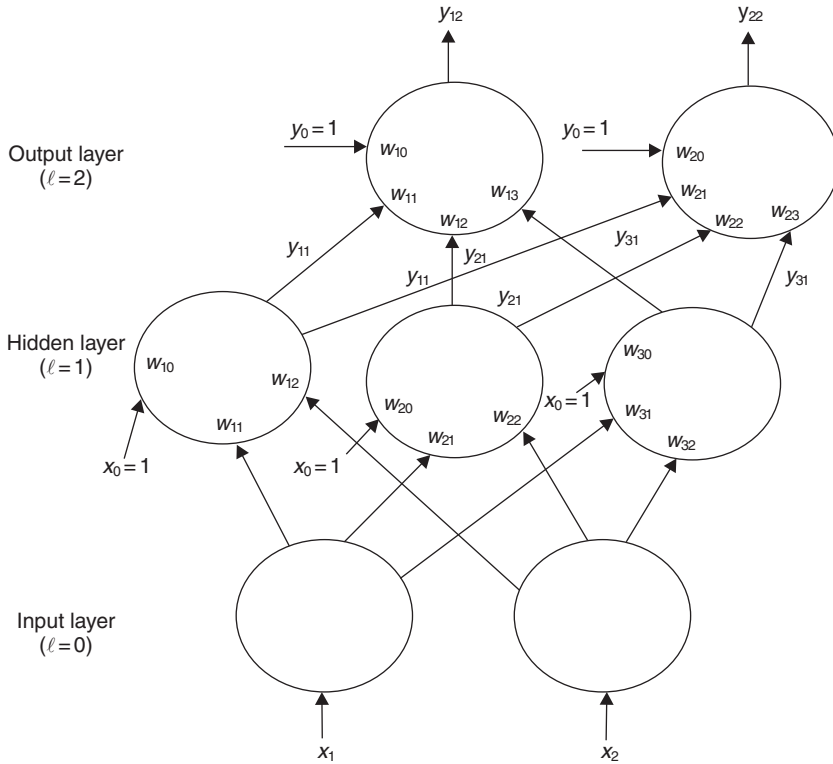 y₁₂ y₂₂
y₀ = 1 y₀ = 1
Output layer
(ℓ = 2)
w₁₀ w₂₀
w₁₁ w₁₃ w₂₁
w₁₂ w₂₂ w₂₃
y₁₁ y₂₁ y₃₁
y₁₁ y₂₁ y₃₁
Hidden layer
(ℓ = 1)
w₁₀ w₁₂ w₃₀
w₁₁ w₂₀ w₂₂ x₀ = 1 w₃₁
w₂₁ w₃₂
x₀ = 1 x₀ = 1
Input layer
(ℓ = 0)
x₁ x₂